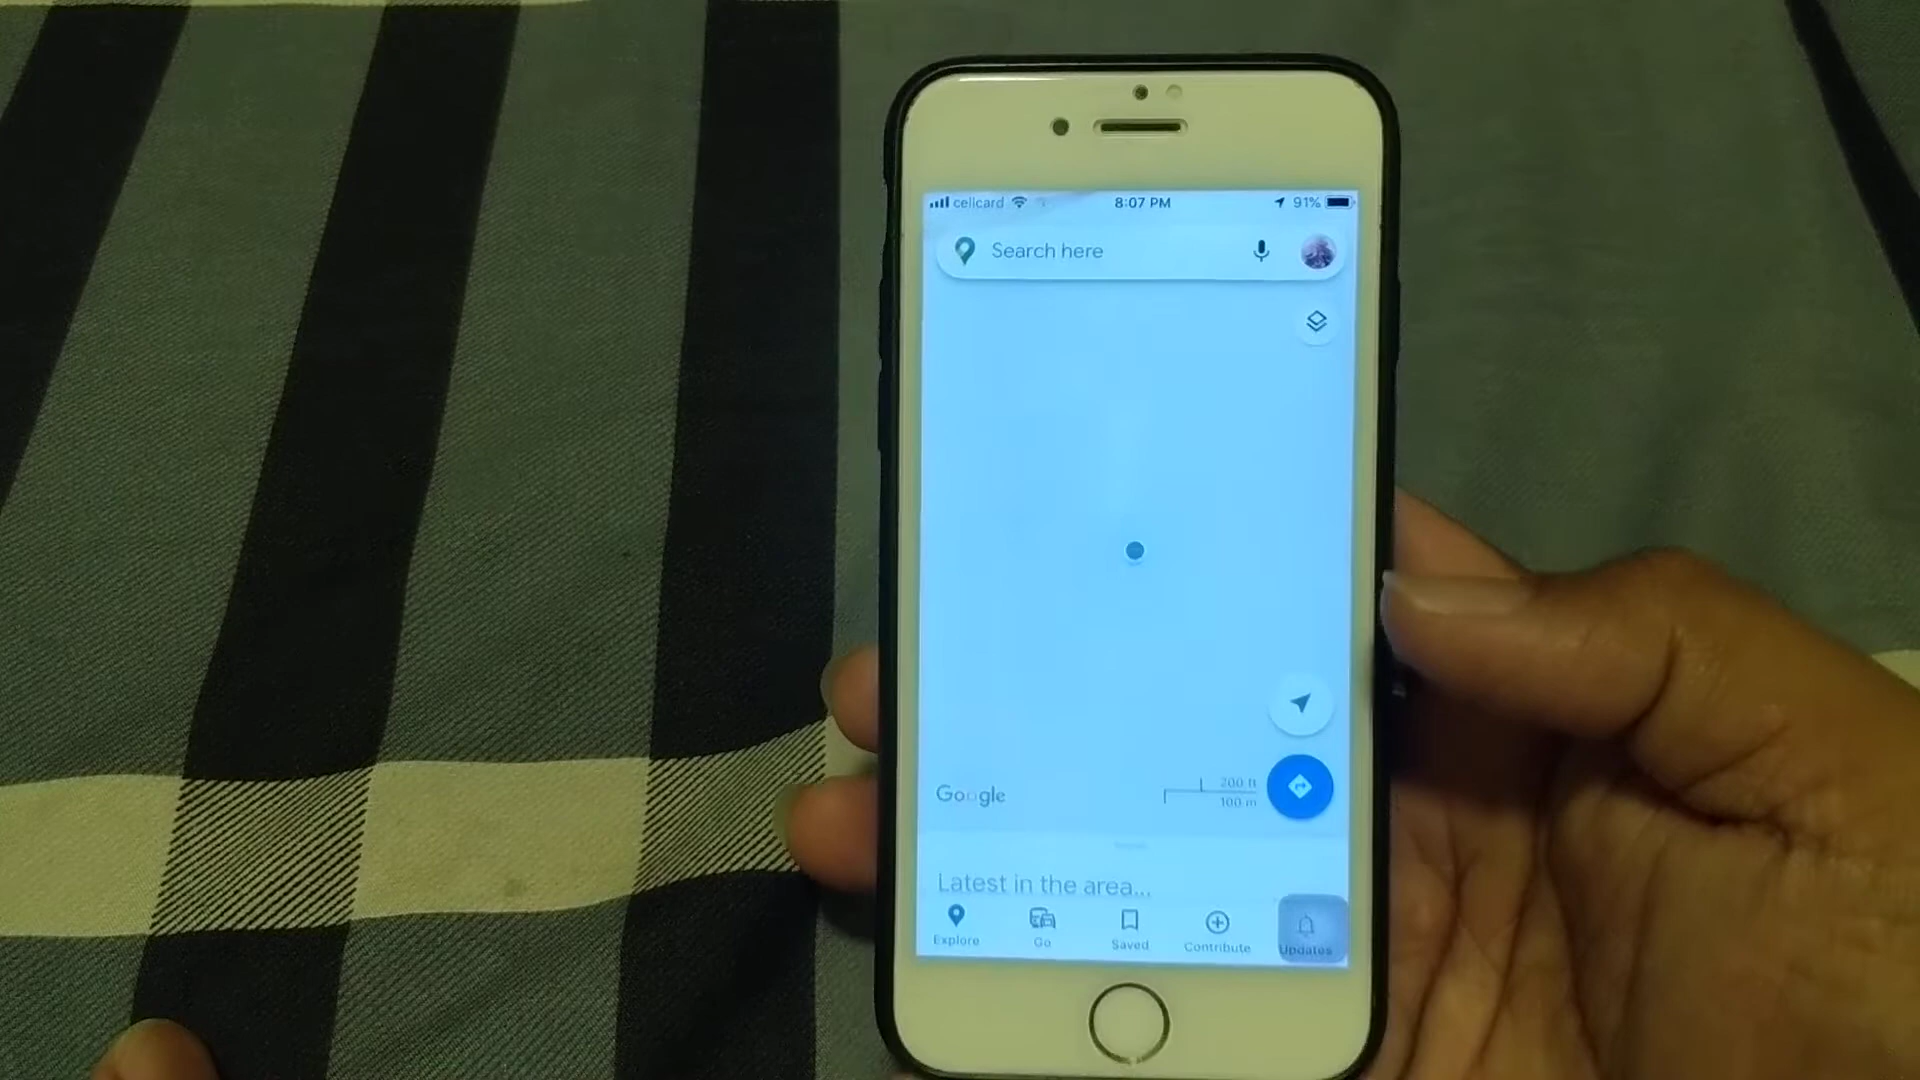 cellcard 8:07 PM 91%
Search here
Google
200 ft
100 m
Latest in the area...
Explore Go Saved Contribute Updates